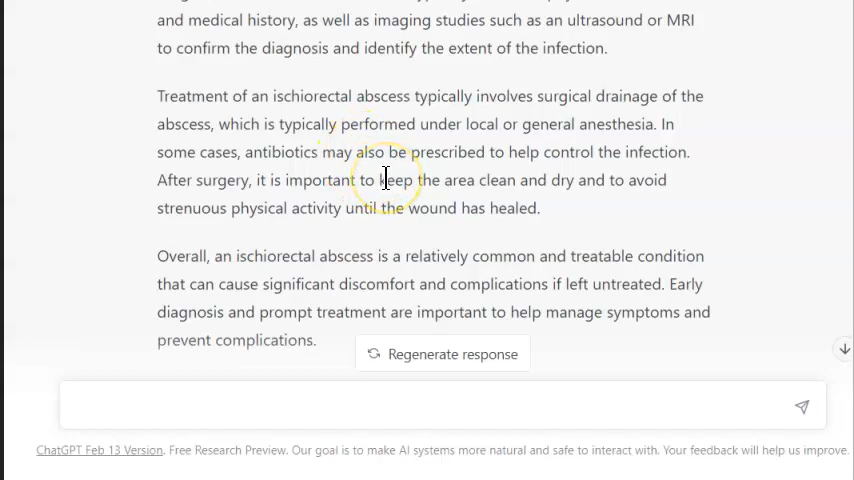 and medical history, as well as imaging studies such as an ultrasound or MRI
to confirm the diagnosis and identify the extent of the infection.
Treatment of an ischiorectal abscess typically involves surgical drainage of the
abscess, which is typically performed under local or general anesthesia. In
some cases, antibiotics may also be prescribed to help control the infection.
After surgery, it is important to keep the area clean and dry and to avoid
strenuous physical activity until the wound has healed.
Overall, an ischiorectal abscess is a relatively common and treatable condition
that can cause significant discomfort and complications if left untreated. Early
diagnosis and prompt treatment are important to help manage symptoms and
prevent complications.
Regenerate response
ChatGPT Feb 13 Version. Free Research Preview. Our goal is to make AI systems more natural and safe to interact with. Your feedback will help us improve.